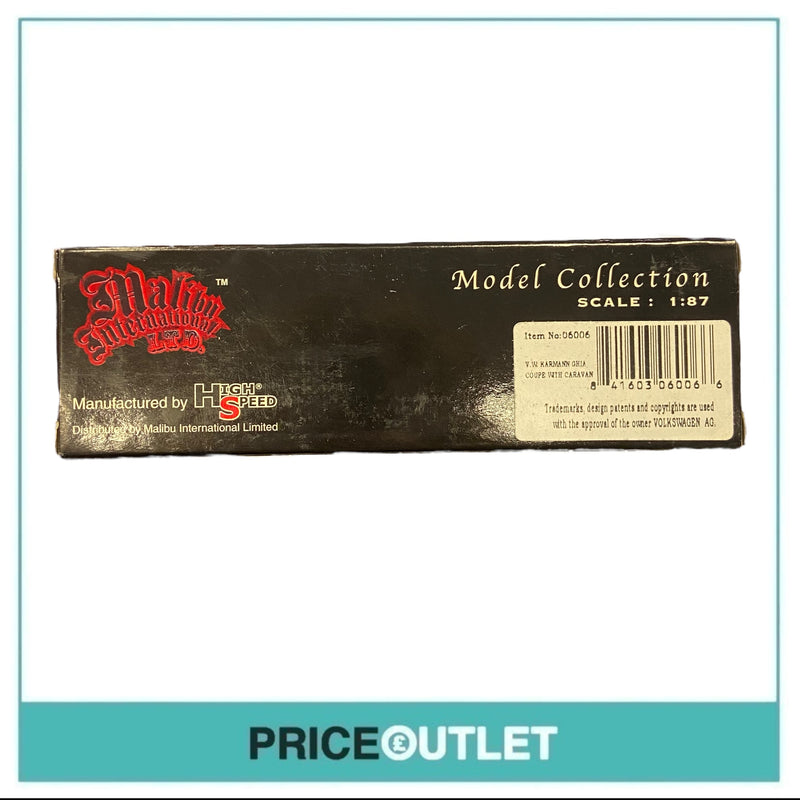 Malibu
International
LTD.
TM
Manufactured by HIGH SPEED®
Distributed by Malibu International Limited
Model Collection
SCALE : 1:87
Item No:06006
V.W KARMANN GHIA
COUPE WITH CARAVAN
8 41603 06006 6
Trademarks, design patents and copyrights are used
with the approval of the owner VOLKSWAGEN AG.
PRICE£OUTLET